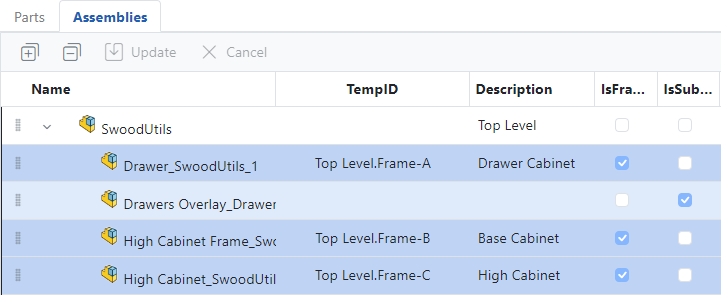 Parts Assemblies
Update Cancel
Name TempID Description IsFra... IsSub...
SwoodUtils Top Level
Drawer_SwoodUtils_1 Top Level.Frame-A Drawer Cabinet
Drawers Overlay_Drawer
High Cabinet Frame_Swo Top Level.Frame-B Base Cabinet
High Cabinet_SwoodUtil Top Level.Frame-C High Cabinet